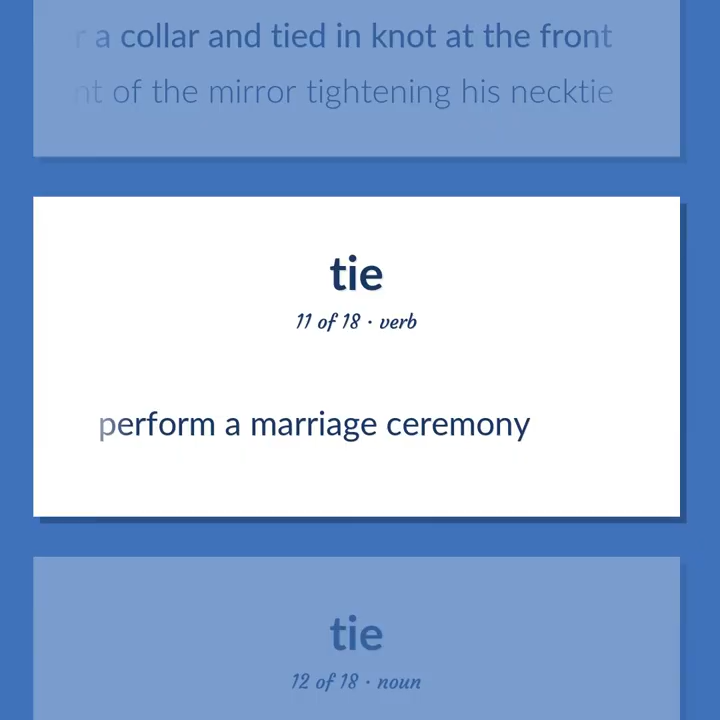 a collar and tied in knot at the front
of the mirror tightening his necktie
tie
11 of 18 · verb
perform a marriage ceremony
tie
12 of 18 · noun